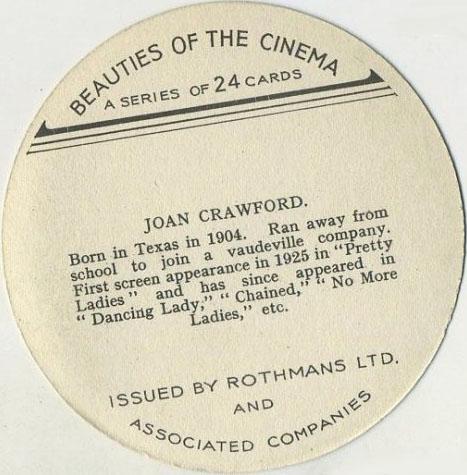 BEAUTIES OF THE CINEMA
A SERIES OF 24 CARDS
JOAN CRAWFORD.
Born in Texas in 1904. Ran away from
school to join a vaudeville company.
First screen appearance in 1925 in "Pretty
Ladies" and has since appeared in
"Dancing Lady," "Chained," "No More
Ladies," etc.
ISSUED BY ROTHMANS LTD.
AND
ASSOCIATED COMPANIES